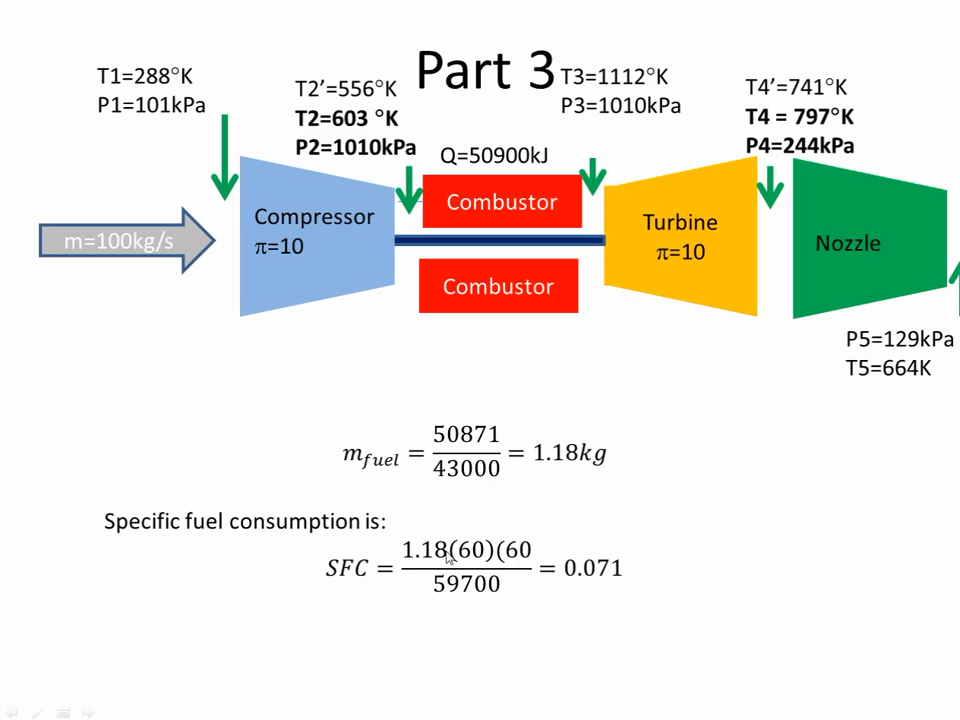 Part 3
T1=288°K
P1=101kPa
T2’=556°K
T2=603 °K
P2=1010kPa
Q=50900kJ
T3=1112°K
P3=1010kPa
T4’=741°K
T4 = 797°K
P4=244kPa
m=100kg/s
Compressor
π=10
Combustor
Combustor
Turbine
π=10
Nozzle
P5=129kPa
T5=664K
m_fuel = 50871/43000 = 1.18kg
Specific fuel consumption is:
SFC = 1.18(60)(60/59700 = 0.071